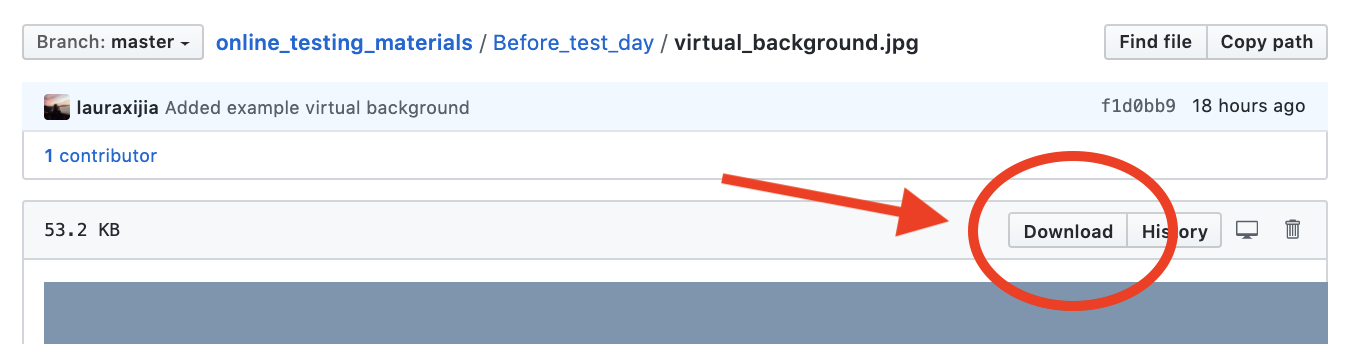 Branch: master online_testing_materials / Before_test_day / virtual_background.jpg Find file Copy path
lauraxijia Added example virtual background f1d0bb9 18 hours ago
1 contributor
53.2 KB Download History